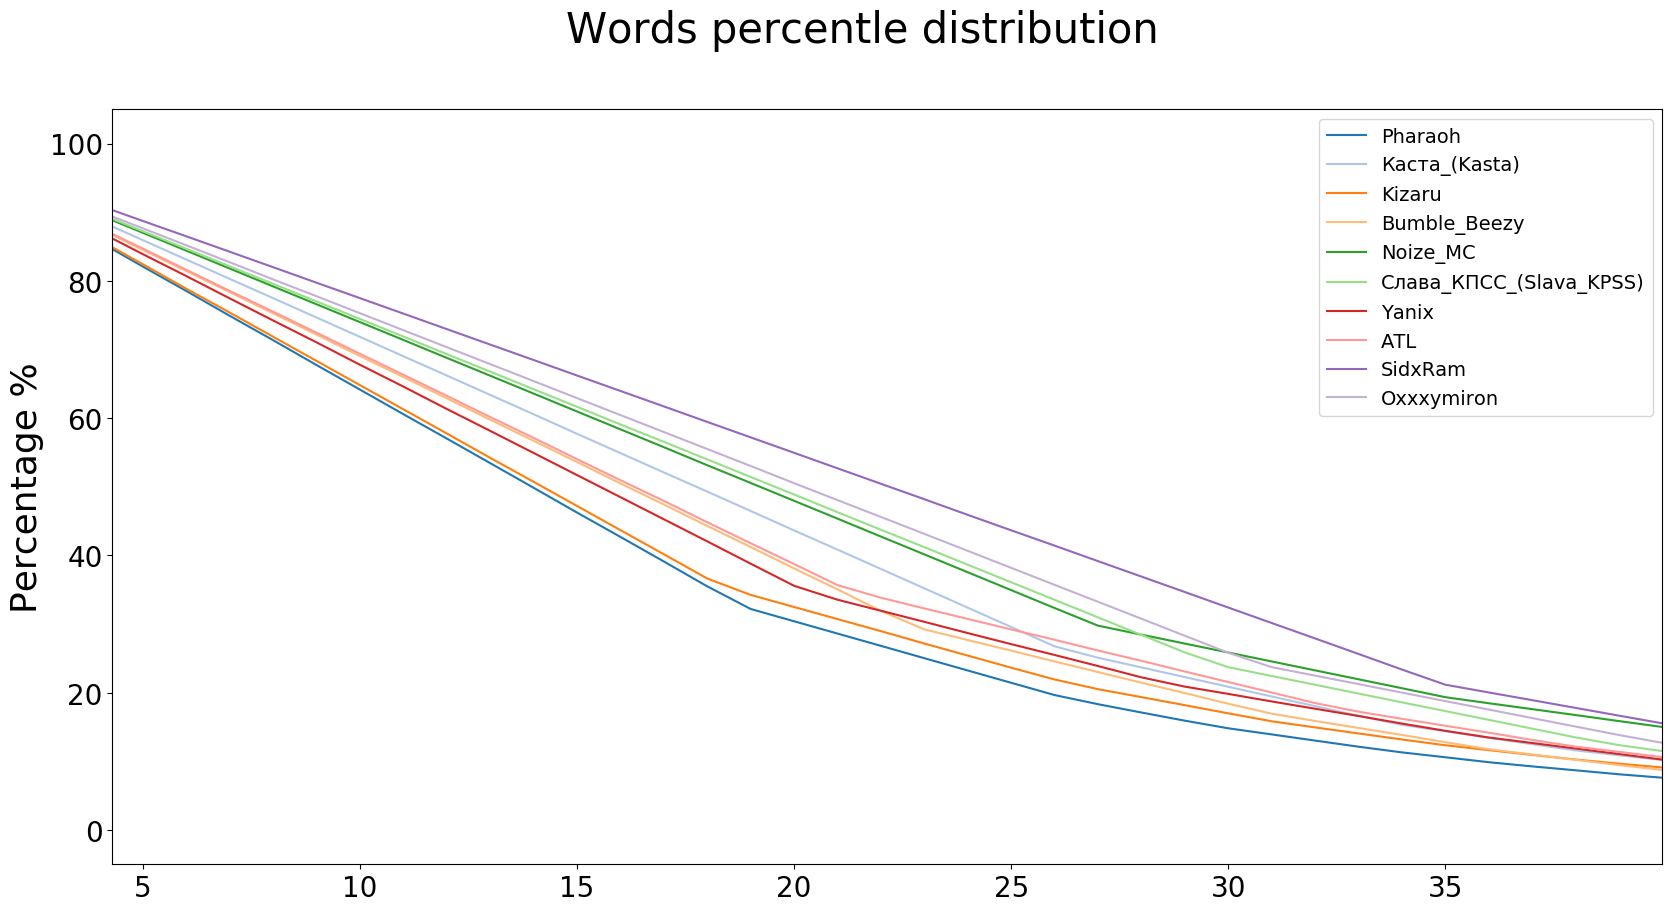 Words percentle distribution
Percentage %
100
80
60
40
20
0
5 10 15 20 25 30 35
Pharaoh
Каста_(Kasta)
Kizaru
Bumble_Beezy
Noize_MC
Слава_КПСС_(Slava_KPSS)
Yanix
ATL
SidxRam
Oxxxymiron